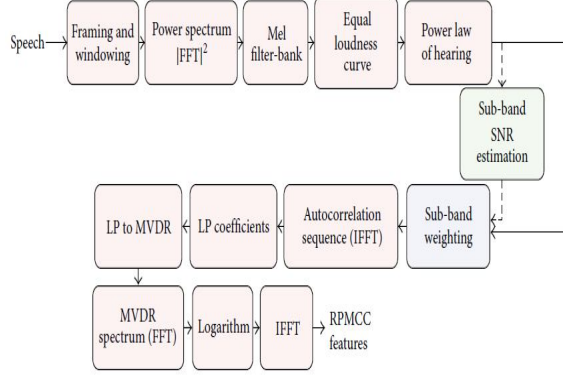 Speech
Framing and
windowing
Power spectrum
|FFT|²
Mel
filter-bank
Equal
loudness
curve
Power law
of hearing
Sub-band
SNR
estimation
LP to MVDR
LP coefficients
Autocorrelation
sequence (IFFT)
Sub-band
weighting
MVDR
spectrum (FFT)
Logarithm
IFFT
RPMCC
features